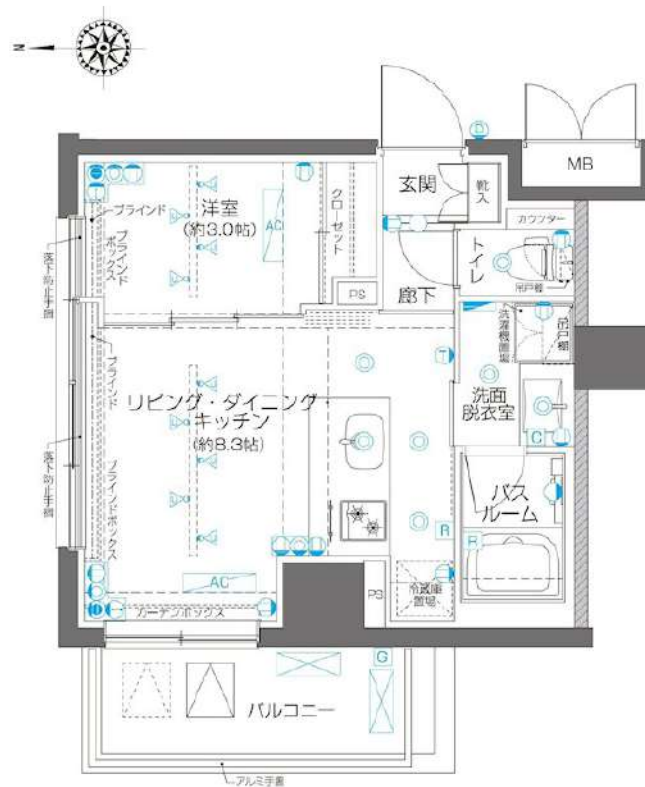 N
B
MB
玄関
靴入
カウンター
トイレ
吊戸棚
洋室
(約3.0帖)
ブラインド
ブラインド
ボックス
AC
クローゼット
PS
廊下
落下防止手摺
洗濯機置場
吊戸棚
洗面
脱衣室
C
T
リビング・ダイニング
キッチン
(約8.3帖)
ブラインド
ブラインドボックス
落下防止手摺
バス
ルーム
R
R
AC
カーテンボックス
PS
冷蔵庫
置場
G
バルコニー
アルミ手摺